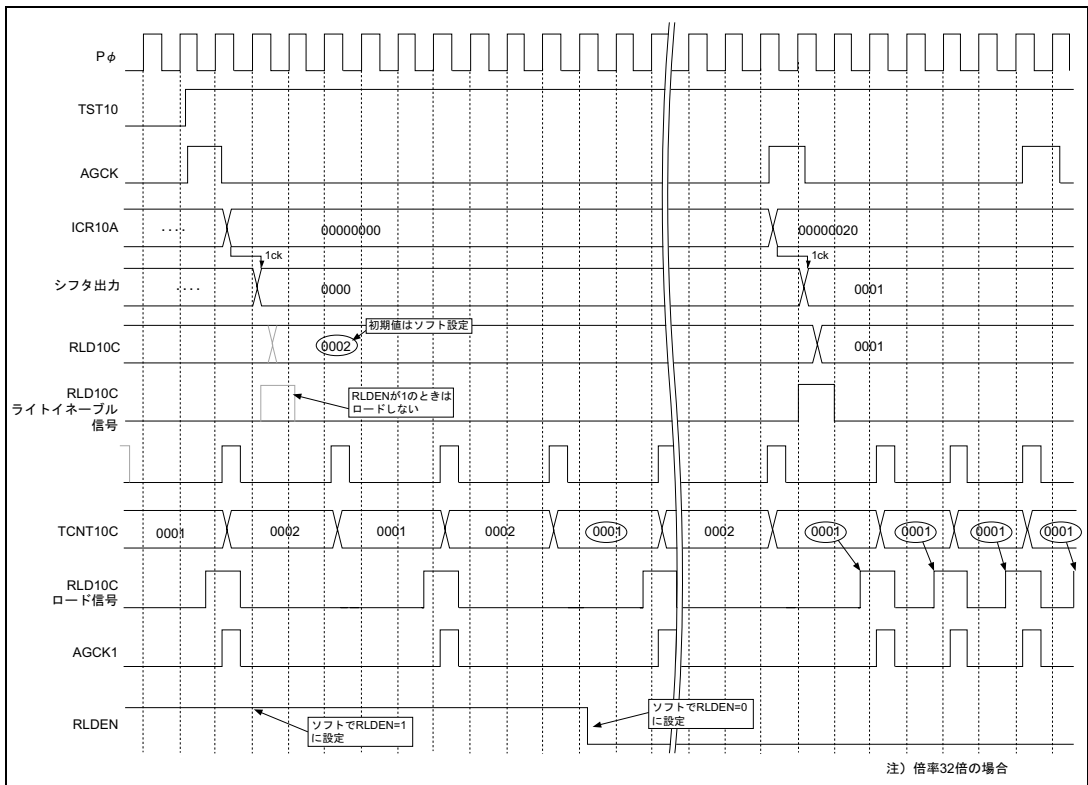 Pφ
TST10
AGCK
ICR10A
････
00000000
00000020
1ck
1ck
シフタ出力
････
0000
0001
初期値はソフト設定
RLD10C
0002
0001
RLD10C
ライトイネーブル
信号
RLDENが1のときは
ロードしない
TCNT10C
0001
0002
0001
0002
0001
0002
0001
0001
0001
0001
RLD10C
ロード信号
AGCK1
RLDEN
ソフトでRLDEN=1
に設定
ソフトでRLDEN=0
に設定
注）倍率32倍の場合